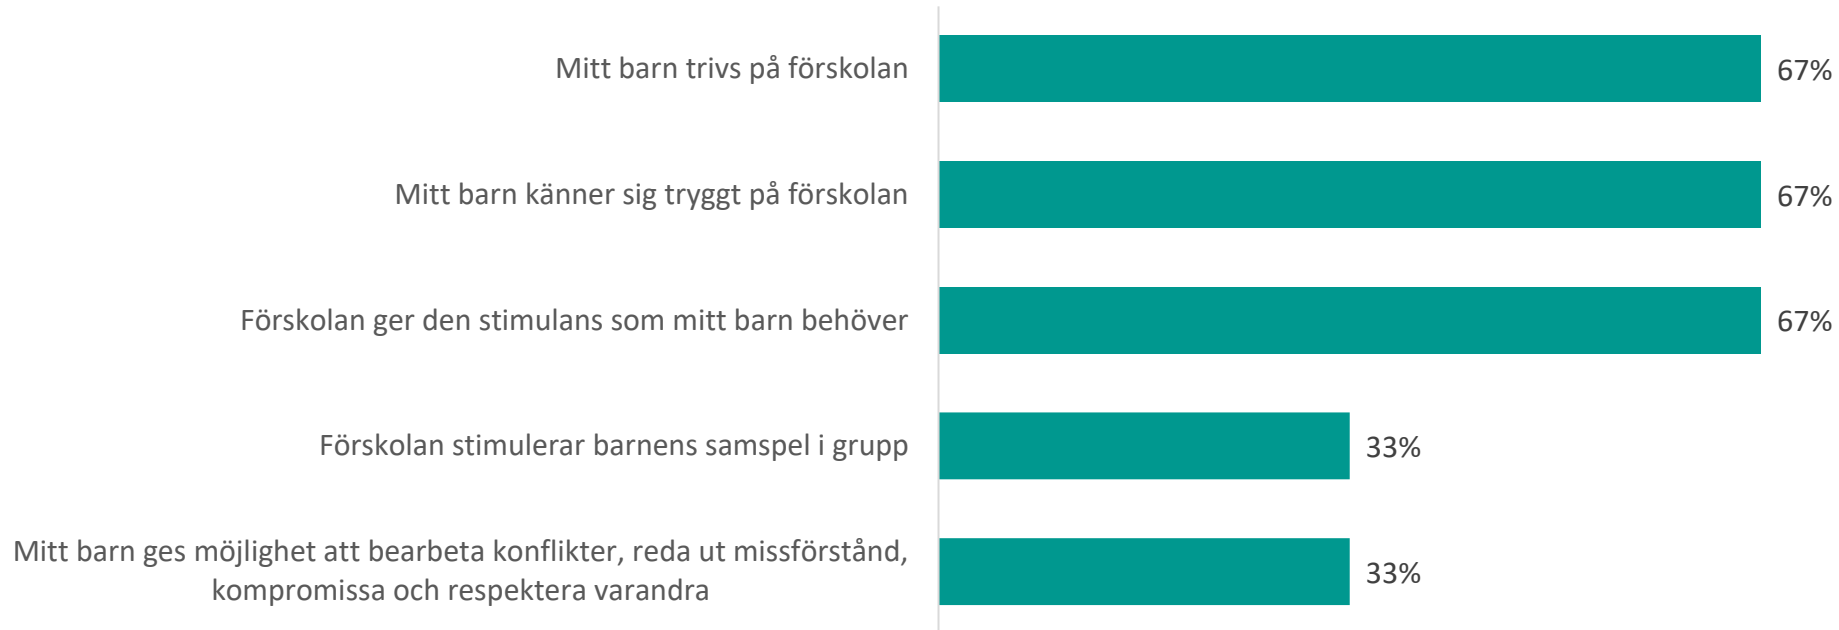 Mitt barn trivs på förskolan
67%
Mitt barn känner sig tryggt på förskolan
67%
Förskolan ger den stimulans som mitt barn behöver
67%
Förskolan stimulerar barnens samspel i grupp
33%
Mitt barn ges möjlighet att bearbeta konflikter, reda ut missförstånd,
kompromissa och respektera varandra
33%